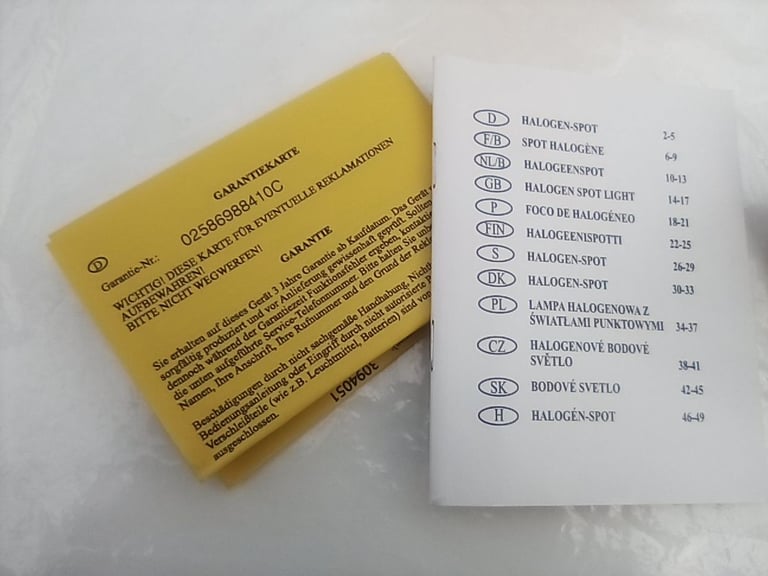 GARANTIEKARTE
D
Garantie-Nr.: 02586988410C
WICHTIG! DIESE KARTE FÜR EVENTUELLE REKLAMATIONEN
AUFBEWAHREN!
BITTE NICHT WEGWERFEN!
GARANTIE
Sie erhalten auf dieses Gerät 3 Jahre Garantie ab Kaufdatum. Das Gerät
sorgfältig produziert und vor Anlieferung gewissenhaft geprüft. Sollten
dennoch während der Garantiezeit Funktionsfehler ergeben,
die unten aufgeführte Service-Telefonnummer. Bitte halten Sie
Namen, Ihre Anschrift, Ihre Rufnummer und den Grund der
Beschädigungen durch nicht sachgemäße Handhabung,
Bedienungsanleitung oder Eingriff durch nicht autorisierte
Verschleißteile (wie z.B. Leuchtmittel, Batterien) sind von
ausgeschlossen.
3094051
D HALOGEN-SPOT 2-5
F/B SPOT HALOGÈNE 6-9
NL/B HALOGEENSPOT 10-13
GB HALOGEN SPOT LIGHT 14-17
P FOCO DE HALOGÉNEO 18-21
FIN HALOGEENISPOTTI 22-25
S HALOGEN-SPOT 26-29
DK HALOGEN-SPOT 30-33
PL LAMPA HALOGENOWA Z
ŚWIATLAMI PUNKTOWYMI 34-37
CZ HALOGENOVÉ BODOVÉ
SVĚTLO 38-41
SK BODOVÉ SVETLO 42-45
H HALOGÉN-SPOT 46-49